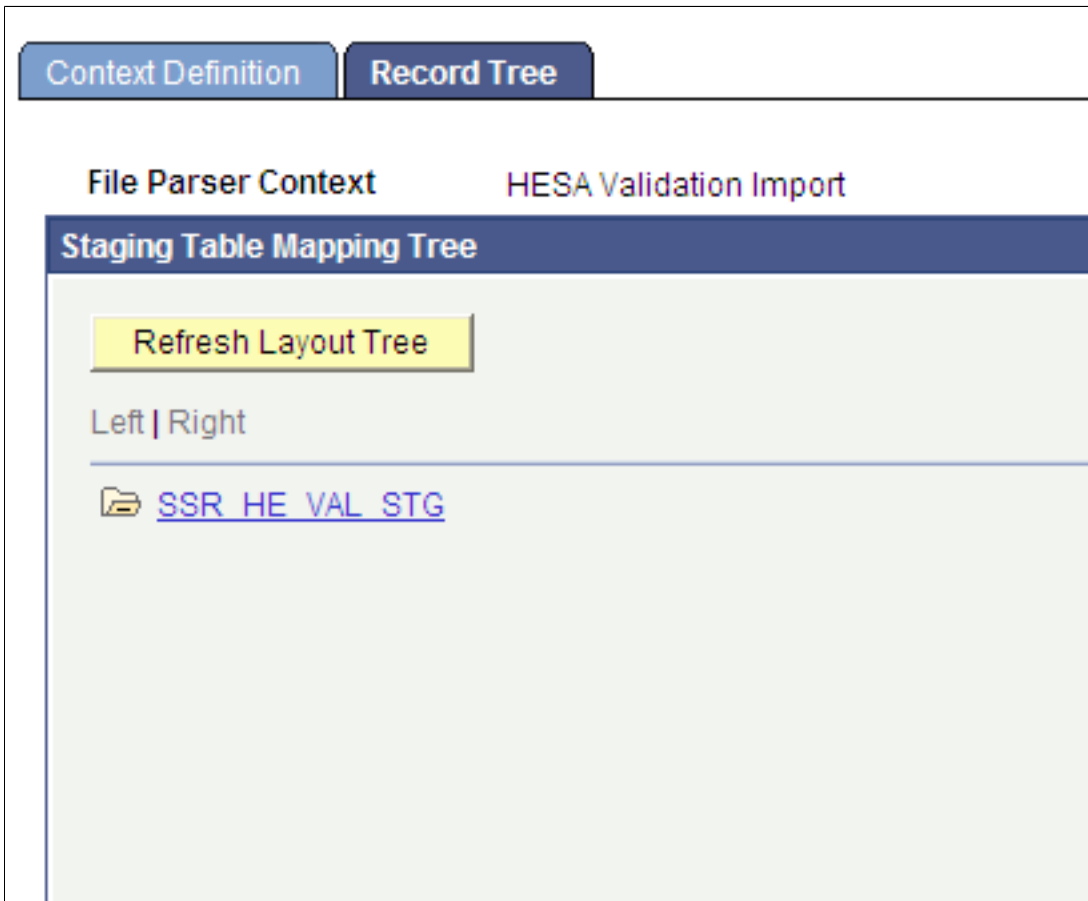 Context Definition Record Tree
File Parser Context HESA Validation Import
Staging Table Mapping Tree
Refresh Layout Tree
Left | Right
SSR_HE_VAL_STG